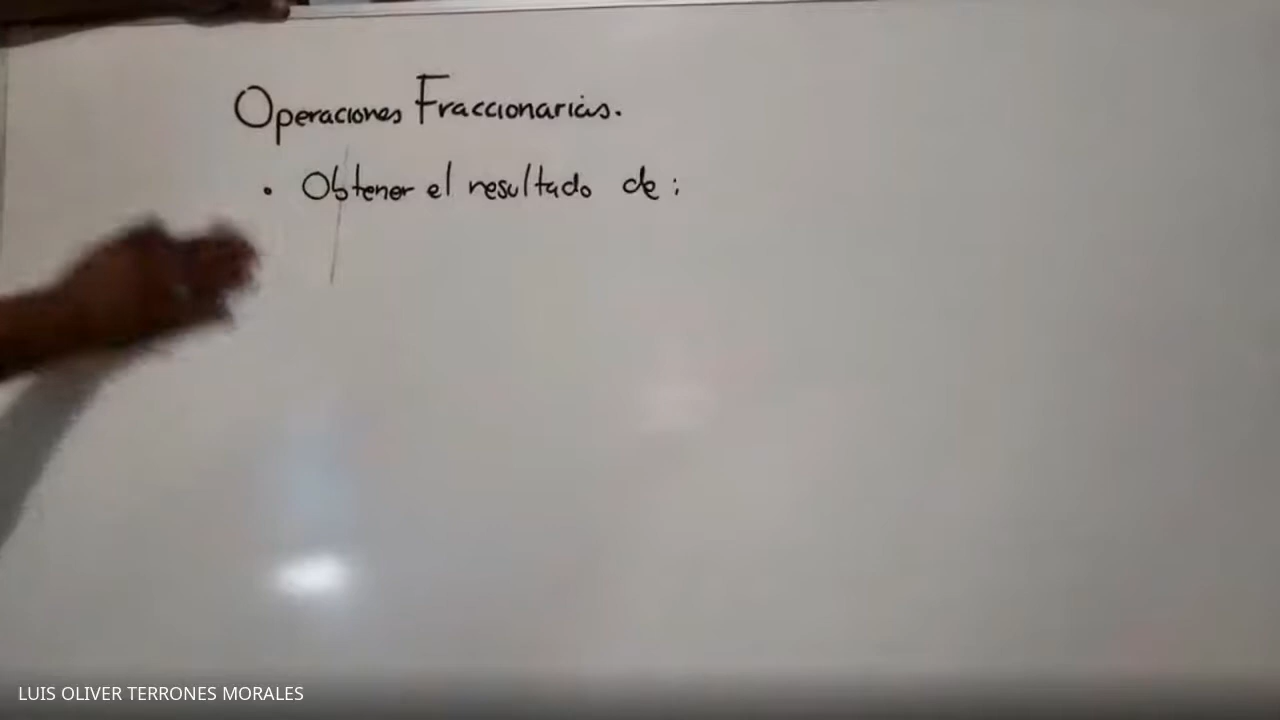 Operaciones Fraccionarias.
• Obtener el resultado de:
LUIS OLIVER TERRONES MORALES